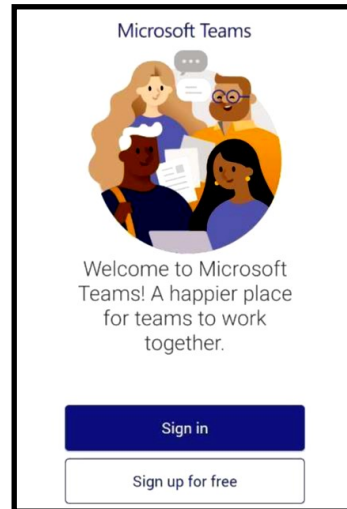 Microsoft Teams
Welcome to Microsoft
Teams! A happier place
for teams to work
together.
Sign in
Sign up for free